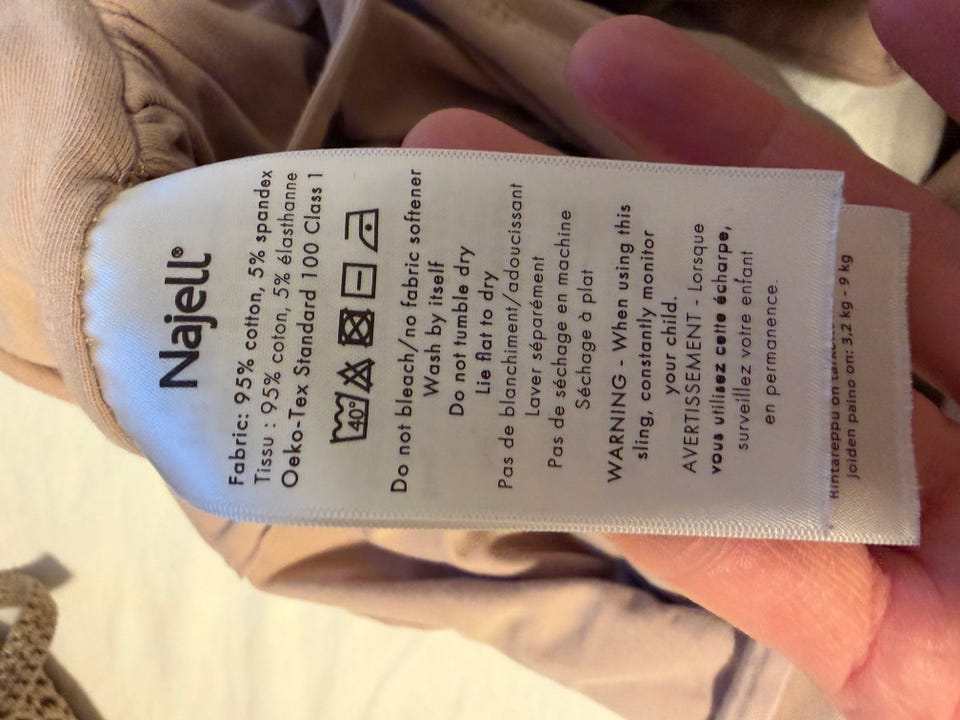 Najell®
Fabric: 95% cotton, 5% spandex
Tissu : 95% coton, 5% élasthanne
Oeko-Tex Standard 100 Class 1
40°
Do not bleach/no fabric softener
Wash by itself
Do not tumble dry
Lie flat to dry
Pas de blanchiment/adoucissant
Laver séparément
Pas de séchage en machine
Séchage à plat
WARNING - When using this
sling, constantly monitor
your child.
AVERTISSEMENT - Lorsque
vous utilisez cette écharpe,
surveillez votre enfant
en permanence.
Rintareppu on
joiden paino on: 3,2 kg - 9 kg